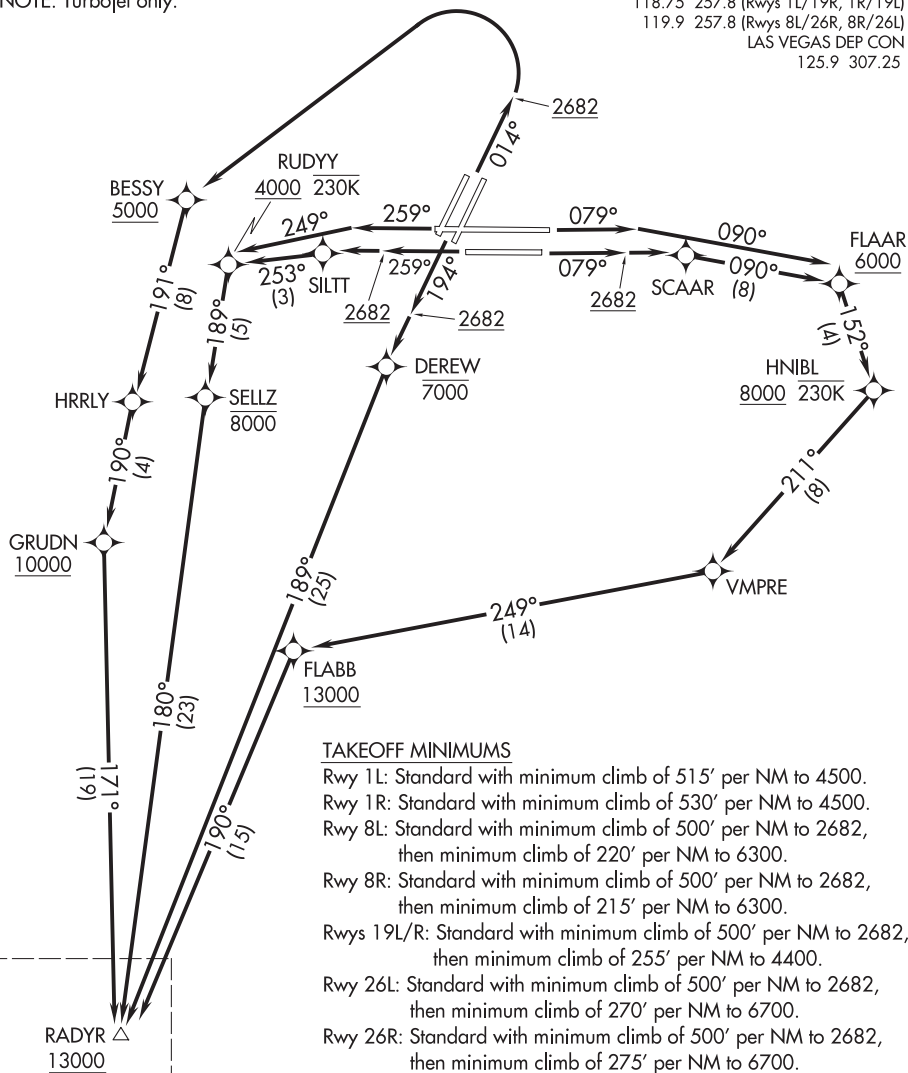 NOTE: Turbojet only.
118.75 257.8 (Rwys 1L/19R, 1R/19L)
119.9 257.8 (Rwys 8L/26R, 8R/26L)
LAS VEGAS DEP CON
125.9 307.25
2682
014°
RUDYY
4000 230K
BESSY
5000
249°
259°
079°
090°
FLAAR
6000
253°
(3)
SILTT
2682
259°
194°
2682
079°
2682
SCAAR
090°
(8)
191°
(8)
189°
(5)
152°
(4)
DEREW
7000
HNIBL
8000 230K
HRRLY
SELLZ
8000
190°
(4)
211°
(8)
GRUDN
10000
189°
(25)
VMPRE
249°
(14)
FLABB
13000
180°
(23)
171°
(19)
190°
(15)
TAKEOFF MINIMUMS
Rwy 1L: Standard with minimum climb of 515' per NM to 4500.
Rwy 1R: Standard with minimum climb of 530' per NM to 4500.
Rwy 8L: Standard with minimum climb of 500' per NM to 2682,
then minimum climb of 220' per NM to 6300.
Rwy 8R: Standard with minimum climb of 500' per NM to 2682,
then minimum climb of 215' per NM to 6300.
Rwys 19L/R: Standard with minimum climb of 500' per NM to 2682,
then minimum climb of 255' per NM to 4400.
Rwy 26L: Standard with minimum climb of 500' per NM to 2682,
then minimum climb of 270' per NM to 6700.
Rwy 26R: Standard with minimum climb of 500' per NM to 2682,
then minimum climb of 275' per NM to 6700.
RADYR
13000